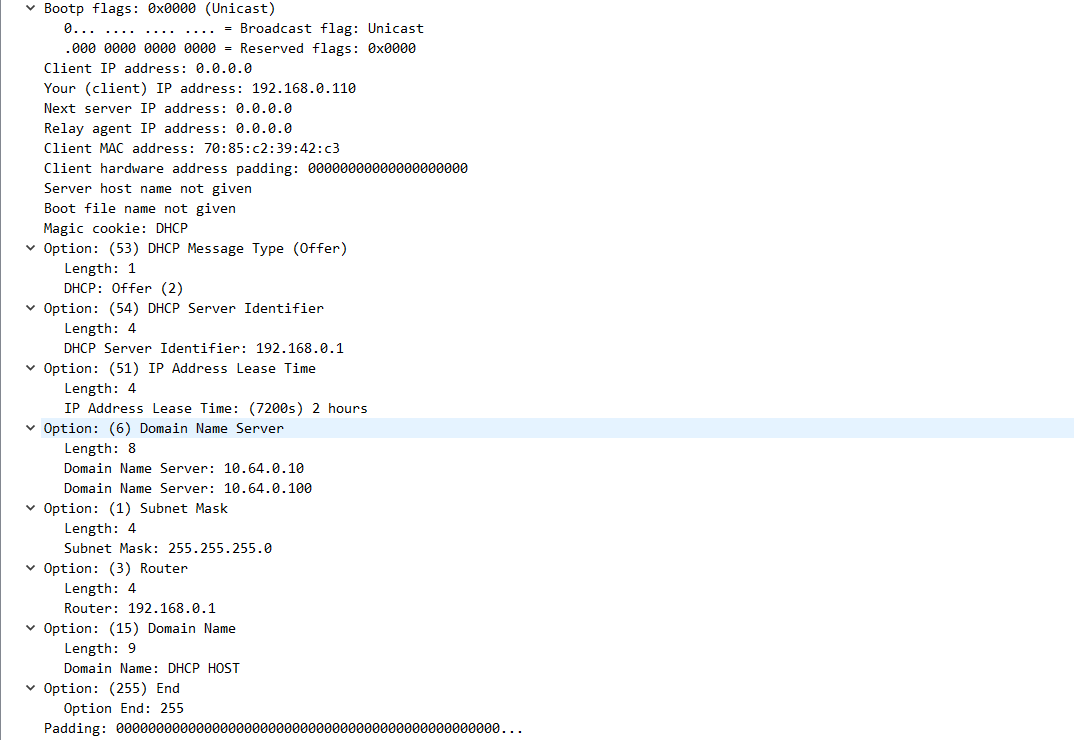 Bootp flags: 0x0000 (Unicast)
0... .... .... .... = Broadcast flag: Unicast
.000 0000 0000 0000 = Reserved flags: 0x0000
Client IP address: 0.0.0.0
Your (client) IP address: 192.168.0.110
Next server IP address: 0.0.0.0
Relay agent IP address: 0.0.0.0
Client MAC address: 70:85:c2:39:42:c3
Client hardware address padding: 00000000000000000000
Server host name not given
Boot file name not given
Magic cookie: DHCP
Option: (53) DHCP Message Type (Offer)
Length: 1
DHCP: Offer (2)
Option: (54) DHCP Server Identifier
Length: 4
DHCP Server Identifier: 192.168.0.1
Option: (51) IP Address Lease Time
Length: 4
IP Address Lease Time: (7200s) 2 hours
Option: (6) Domain Name Server
Length: 8
Domain Name Server: 10.64.0.10
Domain Name Server: 10.64.0.100
Option: (1) Subnet Mask
Length: 4
Subnet Mask: 255.255.255.0
Option: (3) Router
Length: 4
Router: 192.168.0.1
Option: (15) Domain Name
Length: 9
Domain Name: DHCP HOST
Option: (255) End
Option End: 255
Padding: 000000000000000000000000000000000000000000000000...